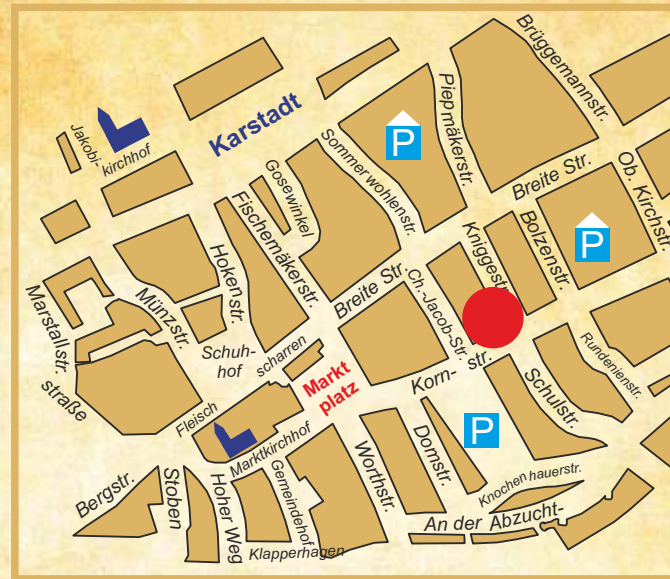 Brüggemannstr.
Karstadt
Piepmäkerstr.
P
Jakobi-
kirchhof
Sommerwohlenstr.
Gosewinkel
Breite Str.
Ob. Kirchstr.
Fischemäkerstr.
Bolzenstr.
Kniggestr.
P
Hokenstr.
Breite Str.
Ch.-Jacob-Str.
Marstallstr.
Münzstr.
Schuh-
hof
scharren
Markt
platz
Korn-
str.
Rundenienstr.
straße
Fleisch
Schulstr.
Marktkirchhof
P
Worthstr.
Domstr.
Bergstr.
Stoben
Hoher Weg
Gemeindehof
Knochenhauerstr.
An der Abzucht-
Klapperhagen